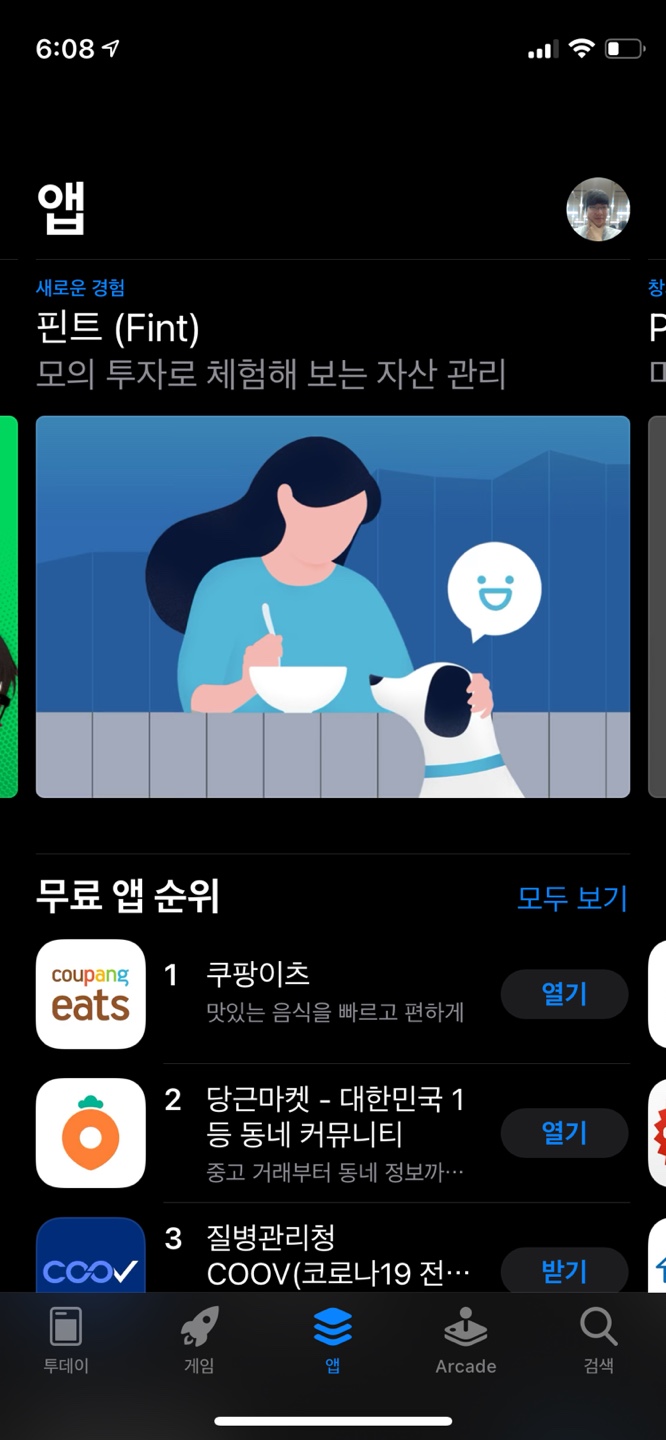 6:08
앱
새로운 경험
핀트 (Fint)
모의 투자로 체험해 보는 자산 관리
창
P
무료 앱 순위
모두 보기
coupang
eats
1
쿠팡이츠
맛있는 음식을 빠르고 편하게
열기
2
당근마켓 - 대한민국 1
등 동네 커뮤니티
중고 거래부터 동네 정보까…
열기
COOV
3
질병관리청
COOV(코로나19 전…
받기
투데이
게임
앱
Arcade
검색